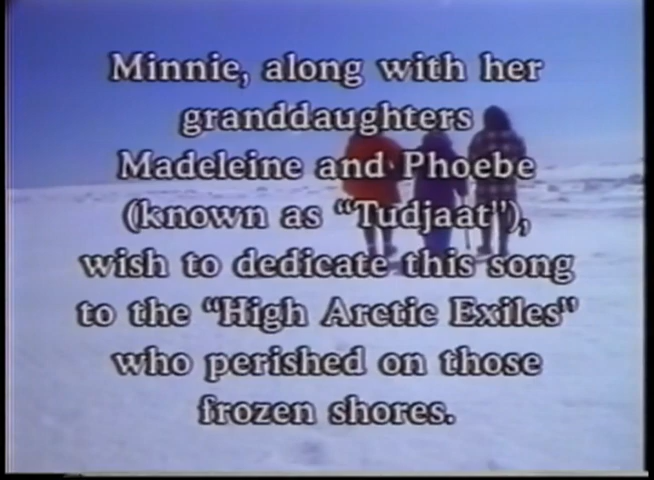 Minnie, along with her
granddaughters
Madeleine and Phoebe
(known as “Tudjaat”),
wish to dedicate this song
to the “High Arctic Exiles”
who perished on those
frozen shores.